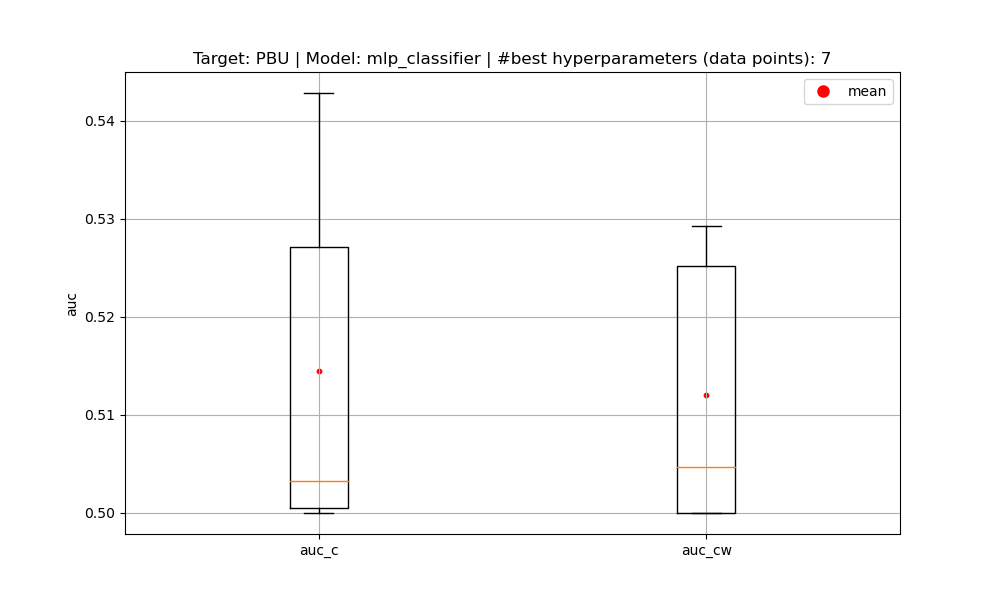 Target: PBU | Model: mlp_classifier | #best hyperparameters (data points): 7
mean
0.54
0.53
0.52
0.51
0.50
auc
auc_c
auc_cw